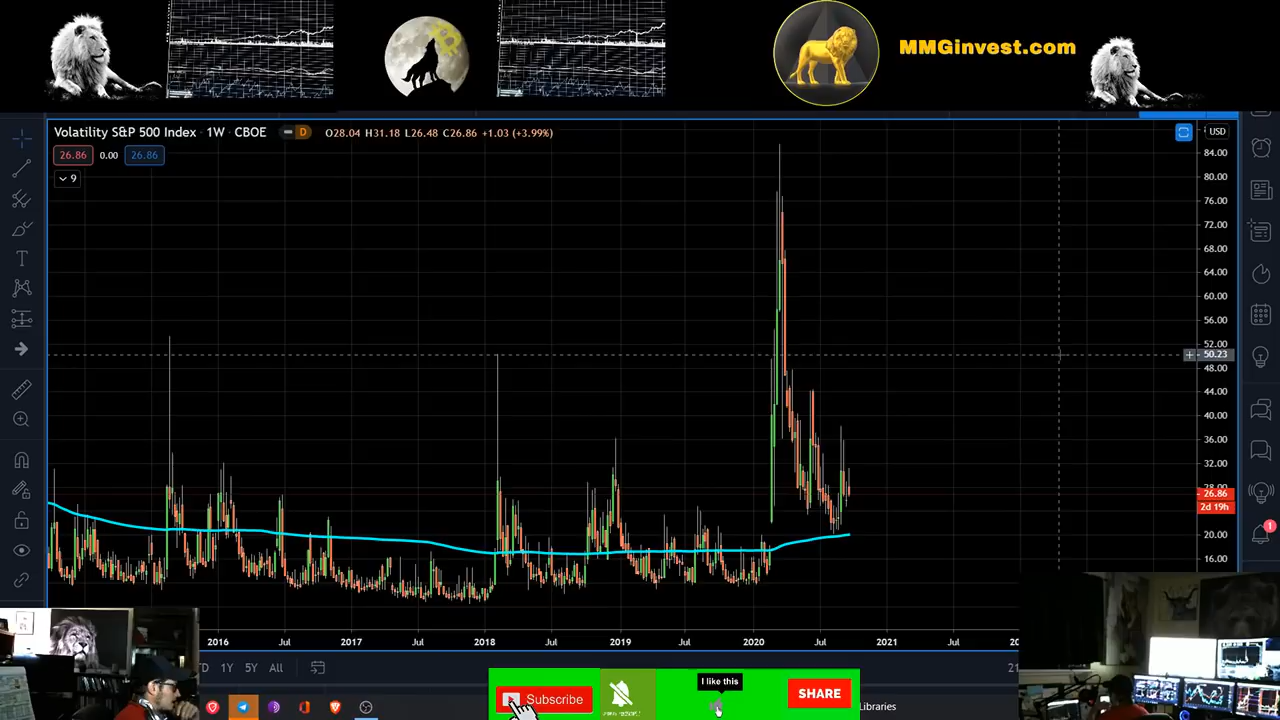 MMGinvest.com
Volatility S&P 500 Index · 1W · CBOE D O28.04 H31.18 L26.48 C26.86 +1.03 (+3.99%)
USD
26.86 0.00 26.86
9
84.00
80.00
76.00
72.00
68.00
64.00
60.00
56.00
52.00
50.23
48.00
44.00
40.00
36.00
32.00
28.00
26.86
2d 19h
20.00
16.00
1
2016 Jul 2017 Jul 2018 Jul 2019 Jul 2020 Jul 2021 Jul
1Y 5Y All
I like this
Subscribe
SHARE
Libraries